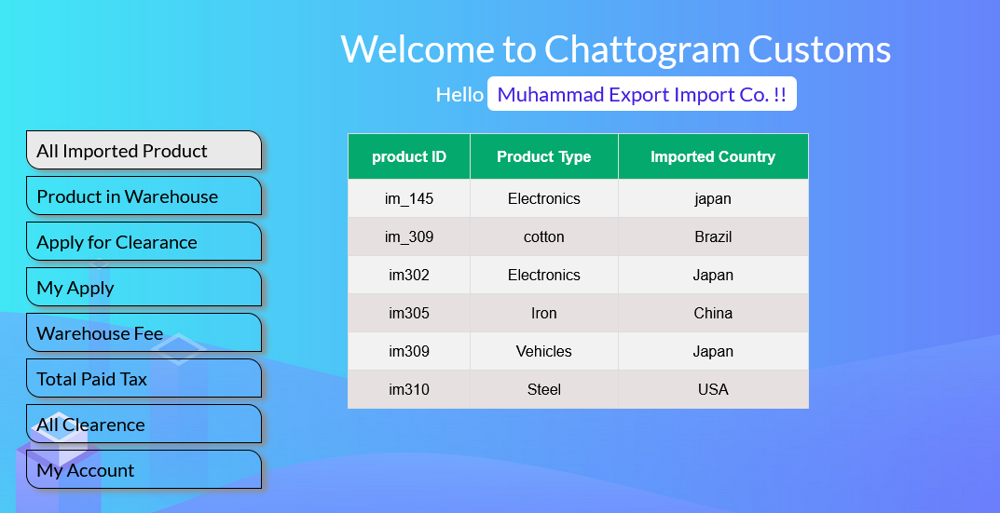 Welcome to Chattogram Customs
Hello Muhammad Export Import Co. !!
All Imported Product
Product in Warehouse
Apply for Clearance
My Apply
Warehouse Fee
Total Paid Tax
All Clearence
My Account
product ID Product Type Imported Country
im_145 Electronics japan
im_309 cotton Brazil
im302 Electronics Japan
im305 Iron China
im309 Vehicles Japan
im310 Steel USA